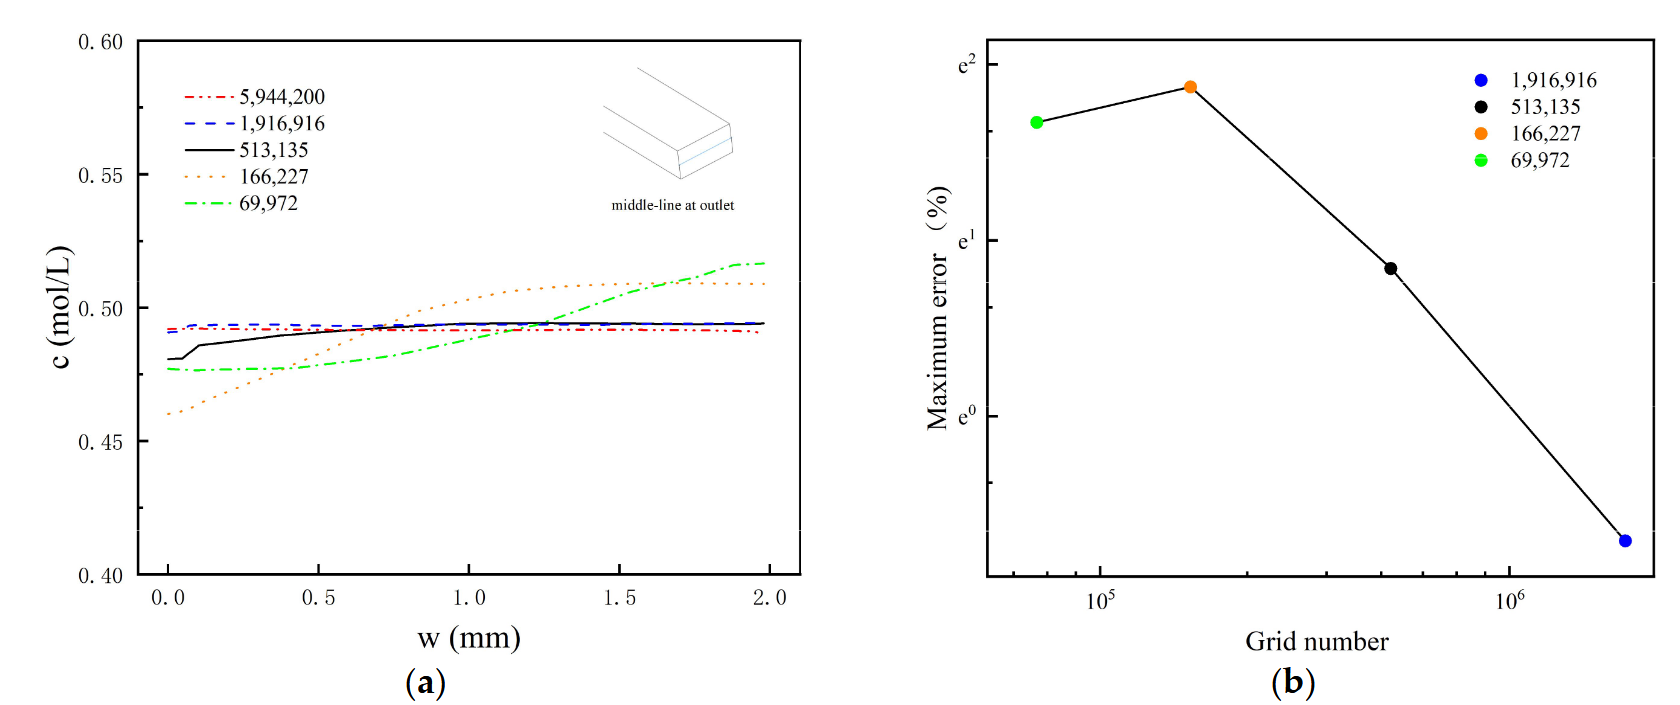 0.60
0.55
0.50
0.45
0.40
c (mol/L)
5,944,200
1,916,916
513,135
166,227
69,972
middle-line at outlet
0.0 0.5 1.0 1.5 2.0
w (mm)
(a)
e²
e¹
e⁰
Maximum error (%)
1,916,916
513,135
166,227
69,972
10⁵ 10⁶
Grid number
(b)